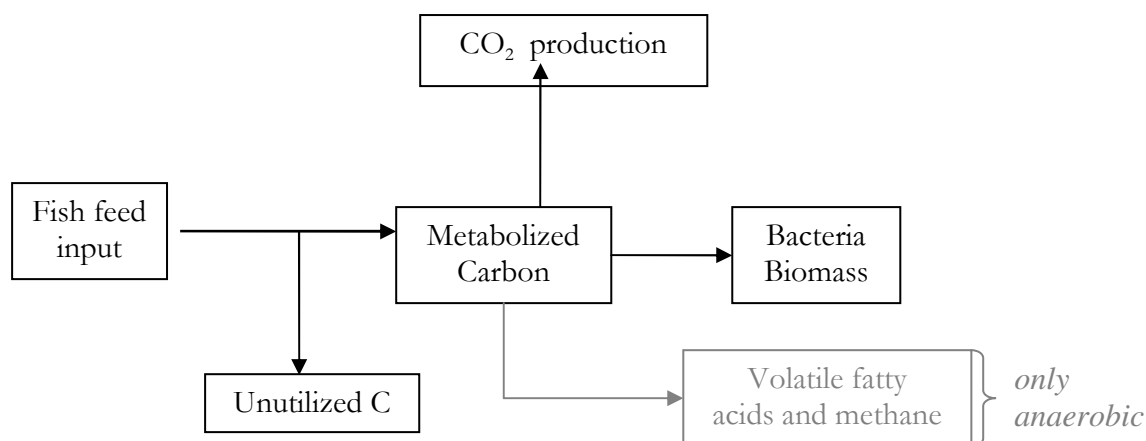 CO₂ production
Fish feed
input
Metabolized
Carbon
Bacteria
Biomass
Unutilized C
Volatile fatty
acids and methane
only
anaerobic